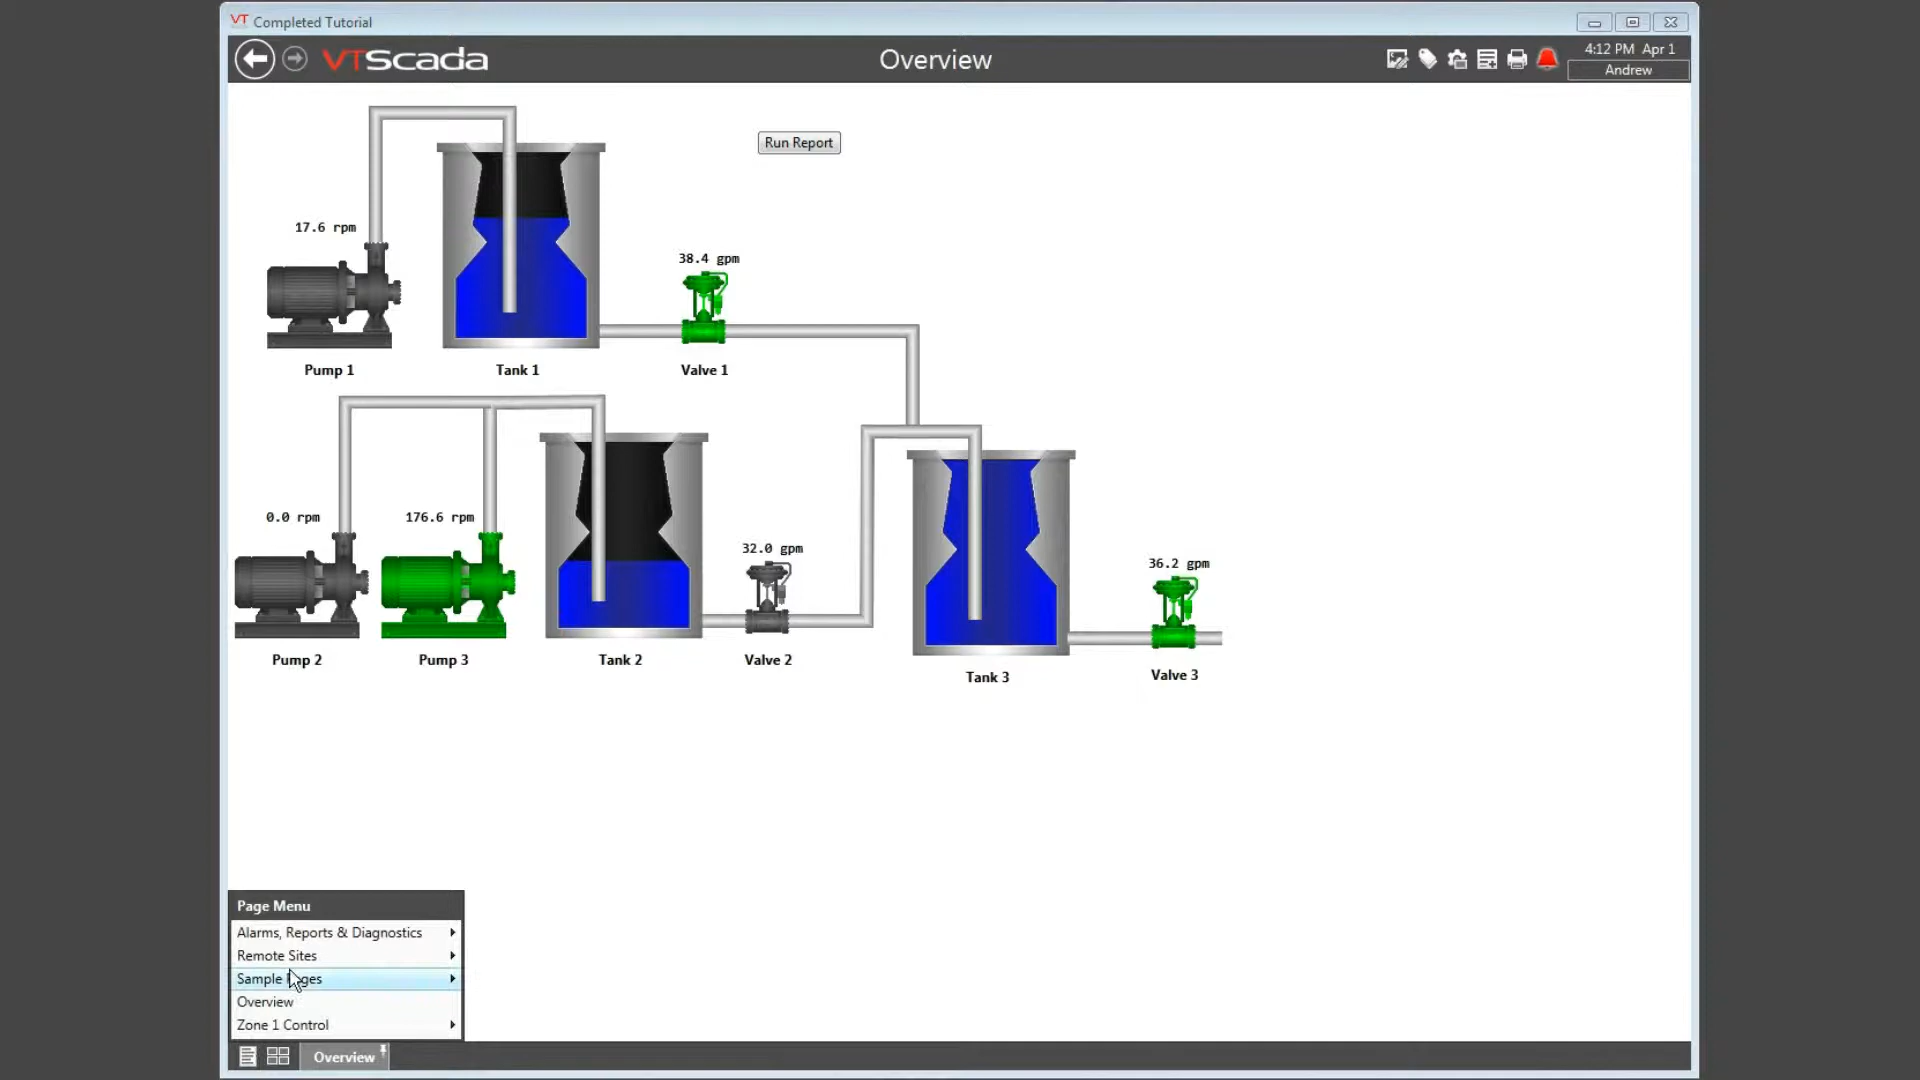 VT Completed Tutorial
VTScada
Overview
4:12 PM Apr 1
Andrew
Run Report
17.6 rpm
38.4 gpm
Pump 1
Tank 1
Valve 1
0.0 rpm
176.6 rpm
32.0 gpm
36.2 gpm
Pump 2
Pump 3
Tank 2
Valve 2
Tank 3
Valve 3
Page Menu
Alarms, Reports & Diagnostics
Remote Sites
Sample Pages
Overview
Zone 1 Control
Overview